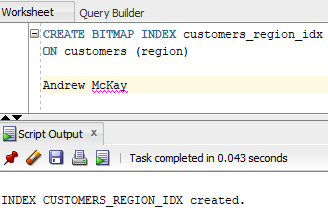 Worksheet Query Builder
CREATE BITMAP INDEX customers_region_idx
ON customers (region)
Andrew McKay
Script Output x
Task completed in 0.043 seconds
INDEX CUSTOMERS_REGION_IDX created.